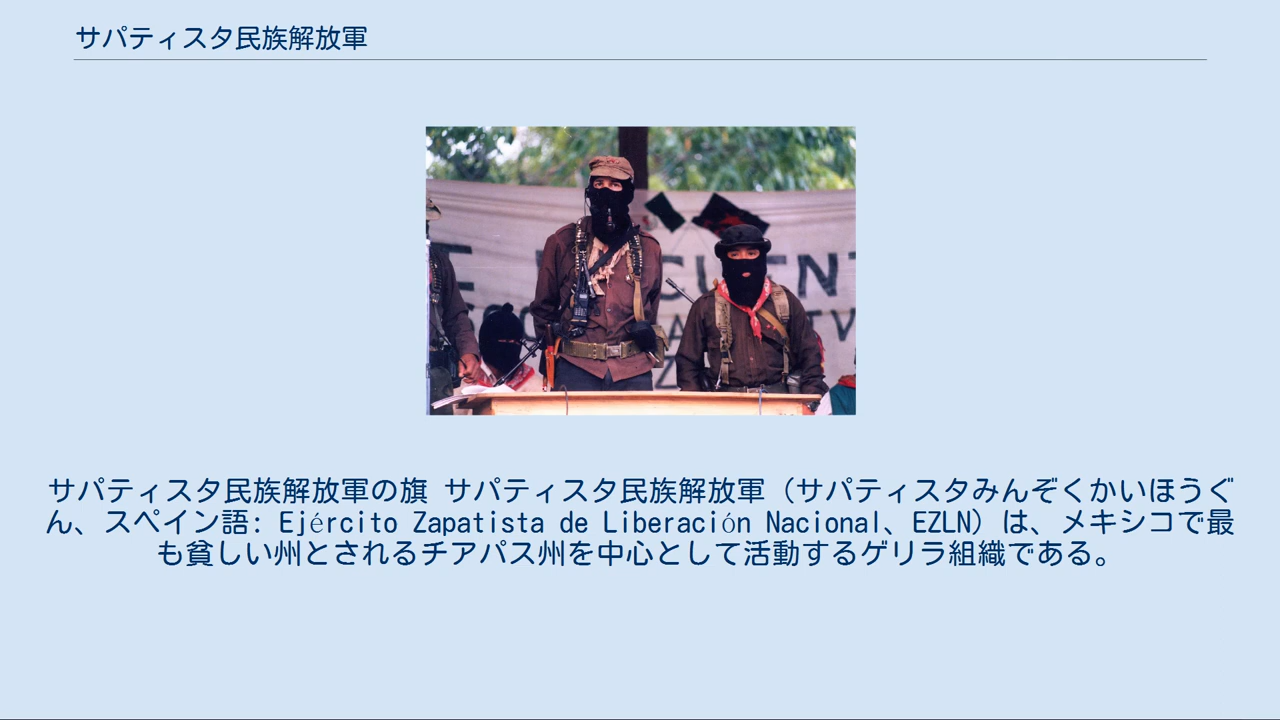 サパティスタ民族解放軍
サパティスタ民族解放軍の旗 サパティスタ民族解放軍（サパティスタみんぞくかいほうぐ
ん、スペイン語: Ejército Zapatista de Liberación Nacional、EZLN）は、メキシコで最
も貧しい州とされるチアパス州を中心として活動するゲリラ組織である。